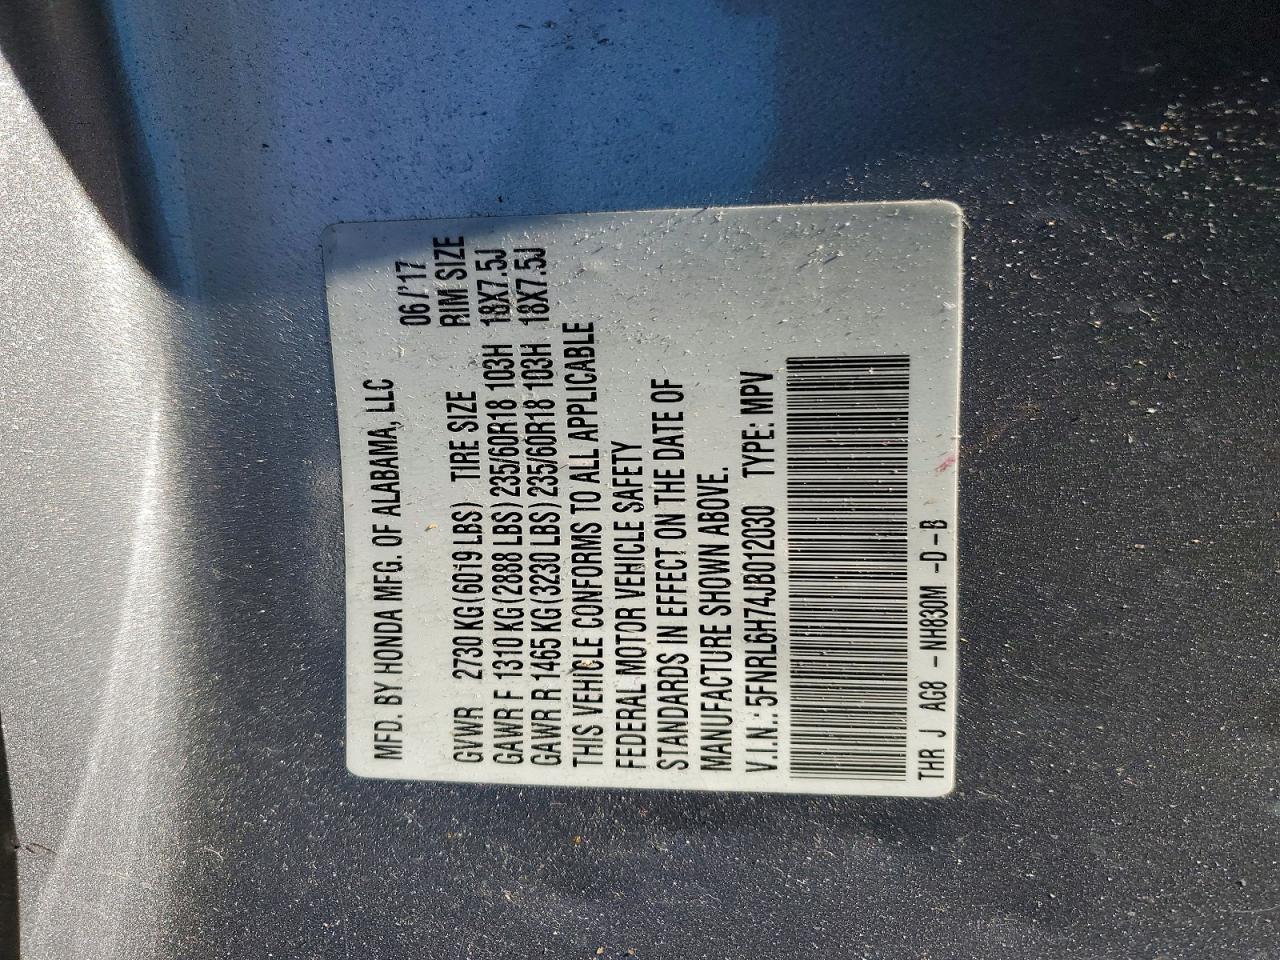 MFD. BY HONDA MFG. OF ALABAMA, LLC 06/'17
GVWR 2730 KG(6019 LBS) TIRE SIZE RIM SIZE
GAWR F 1310 KG(2888 LBS) 235/60R18 103H 18X7.5J
GAWR R 1465 KG(3230 LBS) 235/60R18 103H 18X7.5J
THIS VEHICLE CONFORMS TO ALL APPLICABLE
FEDERAL MOTOR VEHICLE SAFETY
STANDARDS IN EFFECT ON THE DATE OF
MANUFACTURE SHOWN ABOVE.
V.I.N.: 5FNRL6H74JB012030 TYPE: MPV
THR J AG8 -NH830M -D-B